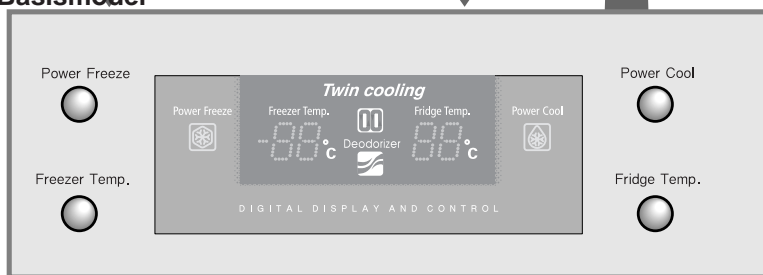 Basismodel
Power Freeze
Power Cool
Twin cooling
Power Freeze
Freezer Temp.
Fridge Temp.
Power Cool
-88°c
Deodorizer
88°c
Freezer Temp.
Fridge Temp.
DIGITAL DISPLAY AND CONTROL